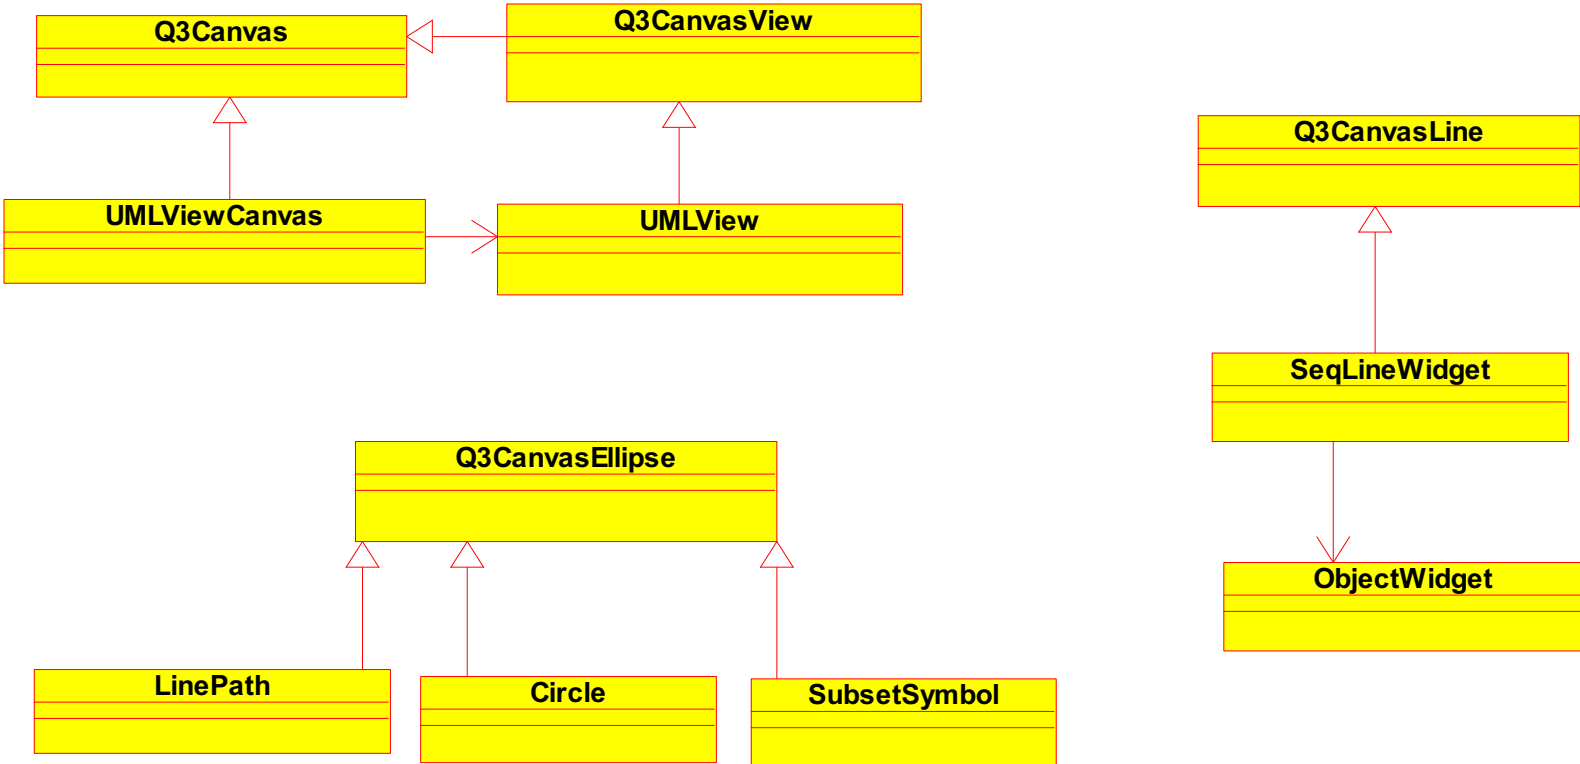 Q3Canvas
Q3CanvasView
Q3CanvasLine
UMLViewCanvas
UMLView
SeqLineWidget
Q3CanvasEllipse
ObjectWidget
LinePath
Circle
SubsetSymbol